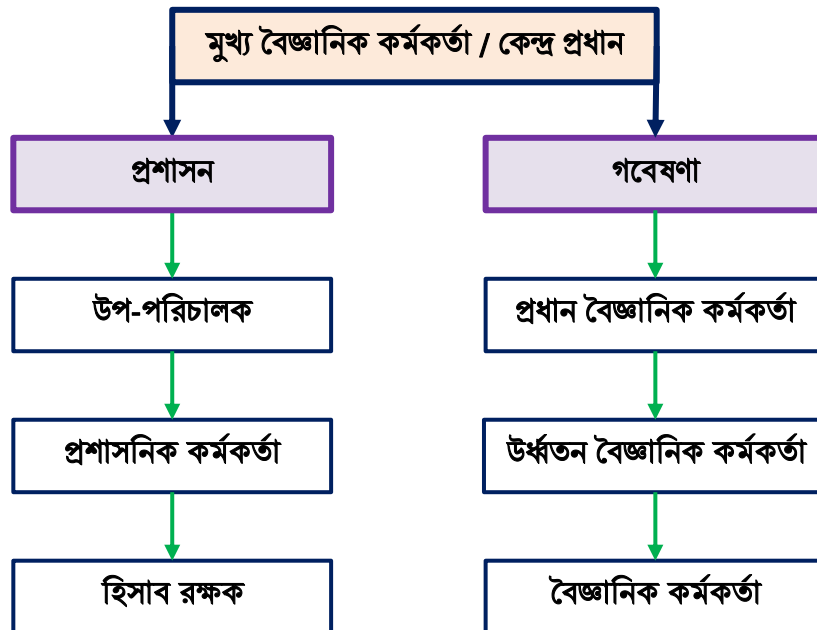 মুখ্য বৈজ্ঞানিক কর্মকর্তা / কেন্দ্র প্রধান
প্রশাসন
গবেষণা
উপ-পরিচালক
প্রধান বৈজ্ঞানিক কর্মকর্তা
প্রশাসনিক কর্মকর্তা
উর্ধ্বতন বৈজ্ঞানিক কর্মকর্তা
হিসাব রক্ষক
বৈজ্ঞানিক কর্মকর্তা